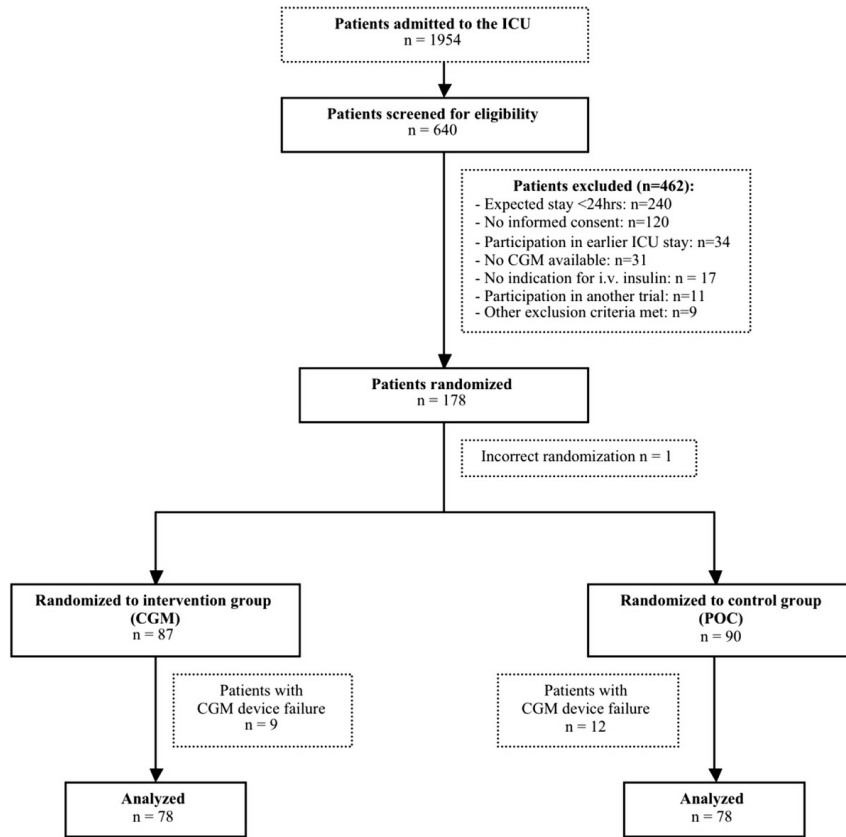 Patients admitted to the ICU
n = 1954
Patients screened for eligibility
n = 640
Patients excluded (n=462):
- Expected stay <24hrs: n=240
- No informed consent: n=120
- Participation in earlier ICU stay: n=34
- No CGM available: n=31
- No indication for i.v. insulin: n = 17
- Participation in another trial: n=11
- Other exclusion criteria met: n=9
Patients randomized
n = 178
Incorrect randomization n = 1
Randomized to intervention group
(CGM)
n = 87
Randomized to control group
(POC)
n = 90
Patients with
CGM device failure
n = 9
Patients with
CGM device failure
n = 12
Analyzed
n = 78
Analyzed
n = 78